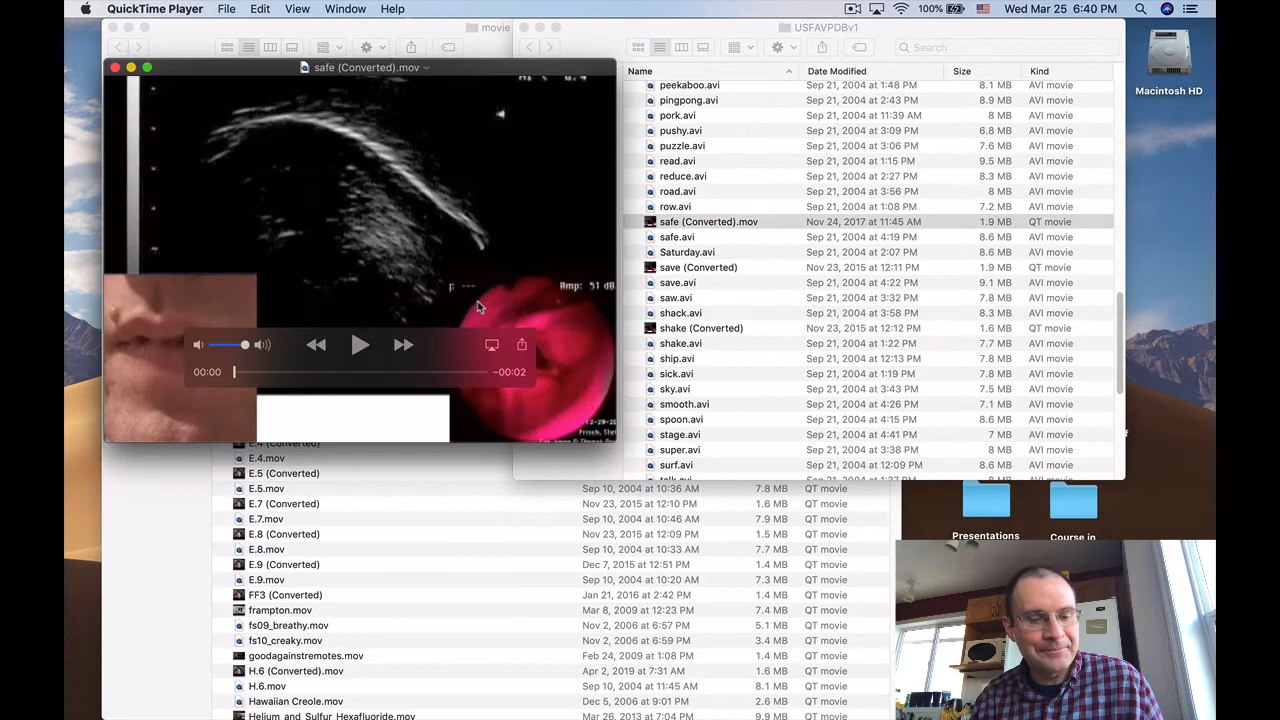 QuickTime Player File Edit View Window Help 100% Wed Mar 25 6:40 PM
movie
USFAVPDBv1
Search
Macintosh HD
safe (Converted).mov
Name Date Modified Size Kind
peekaboo.avi Sep 21, 2004 at 1:48 PM 8.1 MB AVI movie
pingpong.avi Sep 21, 2004 at 2:43 PM 8.9 MB AVI movie
pork.avi Sep 21, 2004 at 11:39 AM 8 MB AVI movie
pushy.avi Sep 21, 2004 at 3:09 PM 6.8 MB AVI movie
puzzle.avi Sep 21, 2004 at 3:06 PM 7.6 MB AVI movie
read.avi Sep 21, 2004 at 1:15 PM 9.5 MB AVI movie
reduce.avi Sep 21, 2004 at 2:27 PM 8.3 MB AVI movie
road.avi Sep 21, 2004 at 3:56 PM 8 MB AVI movie
row.avi Sep 21, 2004 at 1:08 PM 7.2 MB AVI movie
safe (Converted).mov Nov 24, 2017 at 11:45 AM 1.9 MB QT movie
safe.avi Sep 21, 2004 at 4:19 PM 8.6 MB AVI movie
Saturday.avi Sep 21, 2004 at 2:07 PM 8.6 MB AVI movie
save (Converted) Nov 23, 2015 at 12:11 PM 1.9 MB QT movie
save.avi Sep 21, 2004 at 4:22 PM 9.1 MB AVI movie
saw.avi Sep 21, 2004 at 3:32 PM 7.8 MB AVI movie
shack.avi Sep 21, 2004 at 3:58 PM 8.3 MB AVI movie
shake (Converted) Nov 23, 2015 at 12:12 PM 1.6 MB QT movie
shake.avi Sep 21, 2004 at 1:22 PM 7.7 MB AVI movie
ship.avi Sep 21, 2004 at 12:13 PM 8.2 MB AVI movie
sick.avi Sep 21, 2004 at 1:19 PM 7.3 MB AVI movie
sky.avi Sep 21, 2004 at 3:43 PM 7.5 MB AVI movie
smooth.avi Sep 21, 2004 at 4:26 PM 7.1 MB AVI movie
spoon.avi Sep 21, 2004 at 4:15 PM 8.2 MB AVI movie
stage.avi Sep 21, 2004 at 4:41 PM 7 MB AVI movie
super.avi Sep 21, 2004 at 3:38 PM 8 MB AVI movie
surf.avi Sep 21, 2004 at 12:09 PM 8.6 MB AVI movie
Amp: 51 dB
00:00 -00:02
E.4.mov
E.5 (Converted)
E.5.mov Sep 10, 2004 at 10:36 AM 7.8 MB QT movie
E.7 (Converted) Nov 23, 2015 at 12:10 PM 1.6 MB QT movie
E.7.mov Sep 10, 2004 at 10:46 AM 7.9 MB QT movie
E.8 (Converted) Nov 23, 2015 at 12:09 PM 1.5 MB QT movie
E.8.mov Sep 10, 2004 at 10:33 AM 7.7 MB QT movie
E.9 (Converted) Dec 7, 2015 at 12:51 PM 1.4 MB QT movie
E.9.mov Sep 10, 2004 at 10:20 AM 7.3 MB QT movie
FF3 (Converted) Jan 21, 2016 at 2:42 PM 1.4 MB QT movie
frampton.mov Mar 8, 2009 at 12:23 PM 7.4 MB QT movie
fs09_breathy.mov Nov 2, 2006 at 6:57 PM 5.1 MB QT movie
fs10_creaky.mov Nov 2, 2006 at 6:59 PM 3.4 MB QT movie
goodagainstremotes.mov Feb 24, 2009 at 1:08 PM 1.4 MB QT movie
H.6 (Converted).mov Apr 2, 2019 at 7:31 AM 1.6 MB QT movie
H.6.mov Sep 10, 2004 at 11:45 AM 8.1 MB QT movie
Hawaiian Creole.mov Dec 5, 2006 at 9:01 PM 2.6 MB QT movie
Helium_and_Sulfur_Hexafluoride.mov Mar 26, 2013 at 7:04 PM 9.9 MB QT movie
Presentations
Course in